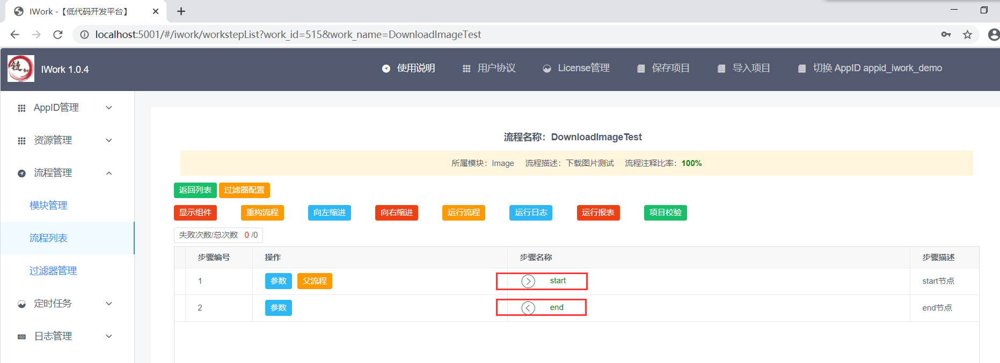 IWork -【低代码开发平台】
localhost:5001/#/iwork/workstepList?work_id=515&work_name=DownloadImageTest
链知
IWork 1.0.4
使用说明
用户协议
License管理
保存项目
导入项目
切换 AppID appid_iwork_demo
AppID管理
资源管理
流程管理
模块管理
流程列表
过滤器管理
定时任务
日志管理
流程名称：DownloadImageTest
所属模块：Image 流程描述：下载图片测试 流程注释比率：100%
返回列表 过滤器配置
显示组件 重构流程 向左缩进 向右缩进 运行流程 运行日志 运行报表 项目校验
失败次数/总次数 0 /0
步骤编号 操作 步骤名称 步骤描述
1 参数 父流程 start start节点
2 参数 end end节点